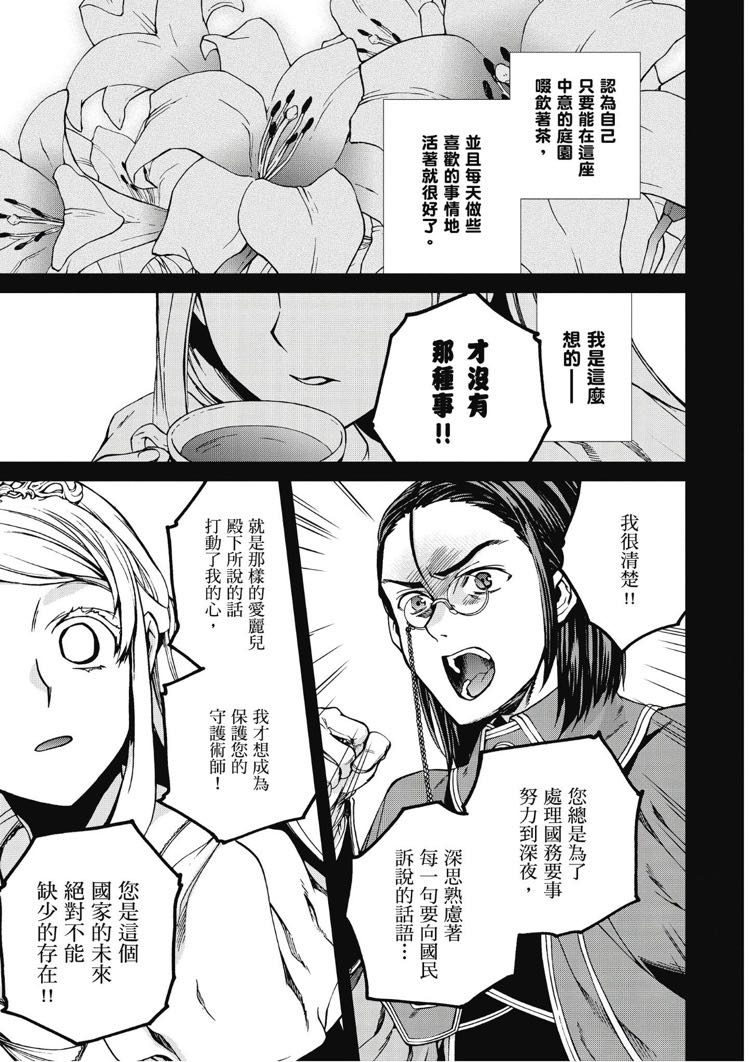 認為自己
只要能在這座
中意的庭園
啜飲著茶，
並且每天做些
喜歡的事情地
活著就很好了。
我是這麼
想的——
才沒有
那種事!!
我很清楚!!
您總是為了
處理國務要事
努力到深夜，
深思熟慮著
每一句要向國民
訴說的話語…
就是那樣的愛麗兒
殿下所說的話
打動了我的心，
我才想成為
保護您的
守護術師！
您是這個
國家的未來
絕對不能
缺少的存在!!